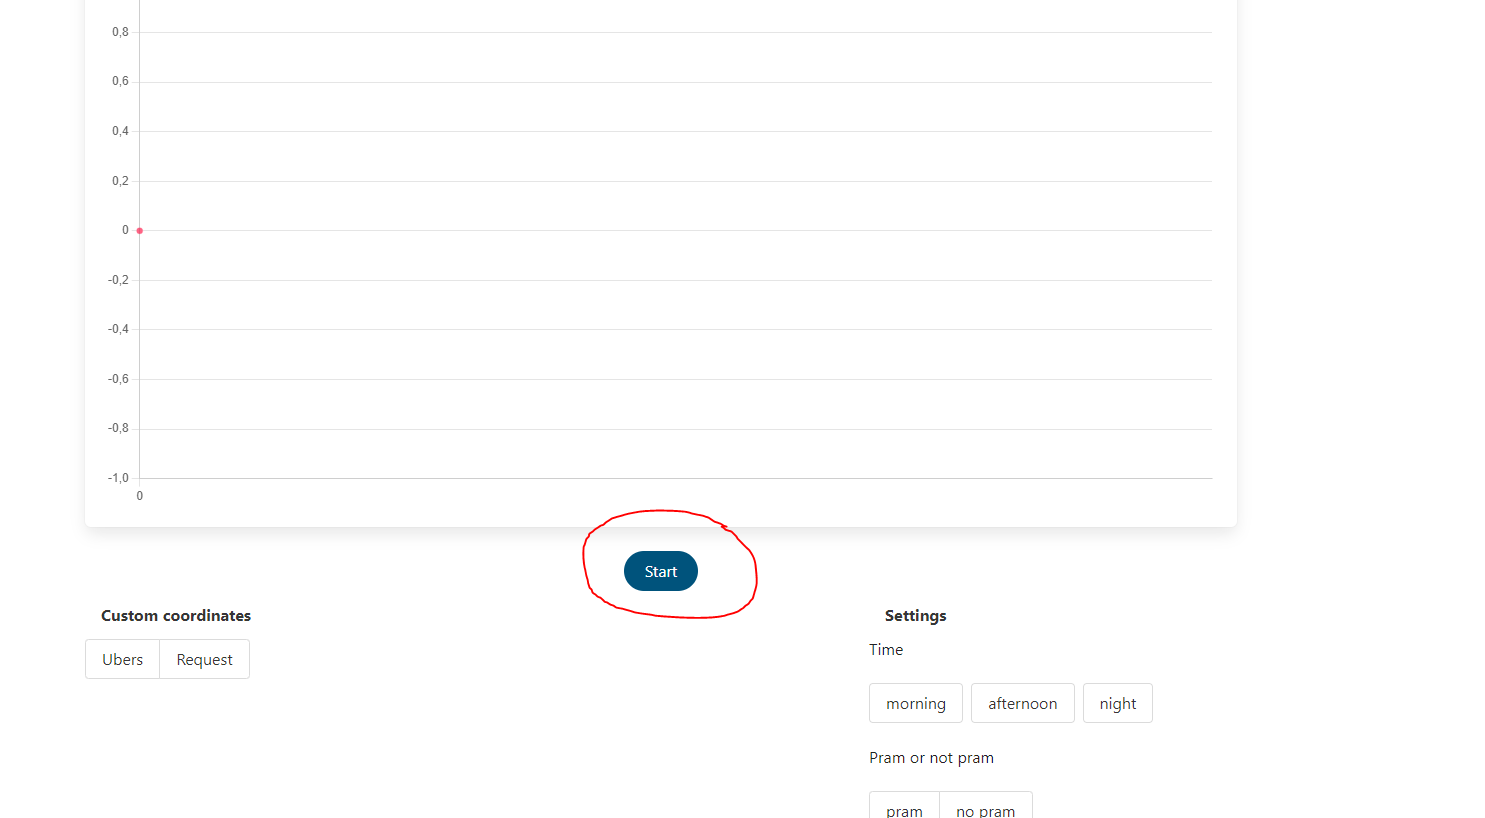 0,8
0,6
0,4
0,2
0
-0,2
-0,4
-0,6
-0,8
-1,0
0
Start
Custom coordinates
Settings
Ubers Request
Time
morning afternoon night
Pram or not pram
pram no pram